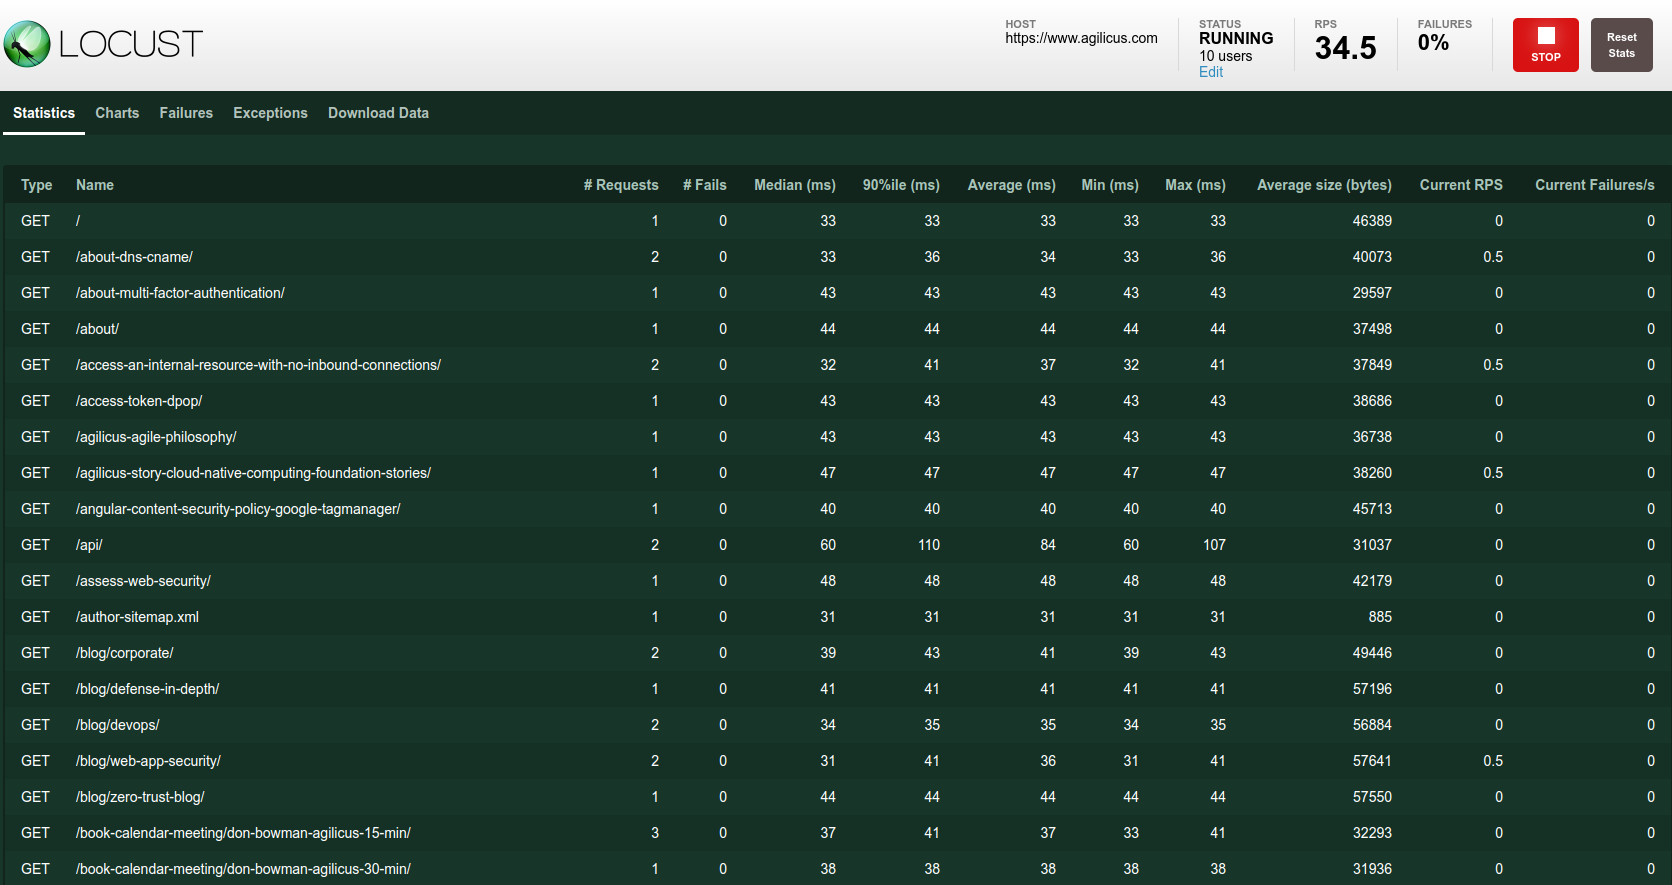 LOCUST
HOST
https://www.agilicus.com
STATUS
RUNNING
10 users
Edit
RPS
34.5
FAILURES
0%
STOP
Reset
Stats
Statistics Charts Failures Exceptions Download Data
Type Name # Requests # Fails Median (ms) 90%ile (ms) Average (ms) Min (ms) Max (ms) Average size (bytes) Current RPS Current Failures/s
GET / 1 0 33 33 33 33 33 46389 0 0
GET /about-dns-cname/ 2 0 33 36 34 33 36 40073 0.5 0
GET /about-multi-factor-authentication/ 1 0 43 43 43 43 43 29597 0 0
GET /about/ 1 0 44 44 44 44 44 37498 0 0
GET /access-an-internal-resource-with-no-inbound-connections/ 2 0 32 41 37 32 41 37849 0.5 0
GET /access-token-dpop/ 1 0 43 43 43 43 43 38686 0 0
GET /agilicus-agile-philosophy/ 1 0 43 43 43 43 43 36738 0 0
GET /agilicus-story-cloud-native-computing-foundation-stories/ 1 0 47 47 47 47 47 38260 0.5 0
GET /angular-content-security-policy-google-tagmanager/ 1 0 40 40 40 40 40 45713 0 0
GET /api/ 2 0 60 110 84 60 107 31037 0 0
GET /assess-web-security/ 1 0 48 48 48 48 48 42179 0 0
GET /author-sitemap.xml 1 0 31 31 31 31 31 885 0 0
GET /blog/corporate/ 2 0 39 43 41 39 43 49446 0 0
GET /blog/defense-in-depth/ 1 0 41 41 41 41 41 57196 0 0
GET /blog/devops/ 2 0 34 35 35 34 35 56884 0 0
GET /blog/web-app-security/ 2 0 31 41 36 31 41 57641 0.5 0
GET /blog/zero-trust-blog/ 1 0 44 44 44 44 44 57550 0 0
GET /book-calendar-meeting/don-bowman-agilicus-15-min/ 3 0 37 41 37 33 41 32293 0 0
GET /book-calendar-meeting/don-bowman-agilicus-30-min/ 1 0 38 38 38 38 38 31936 0 0